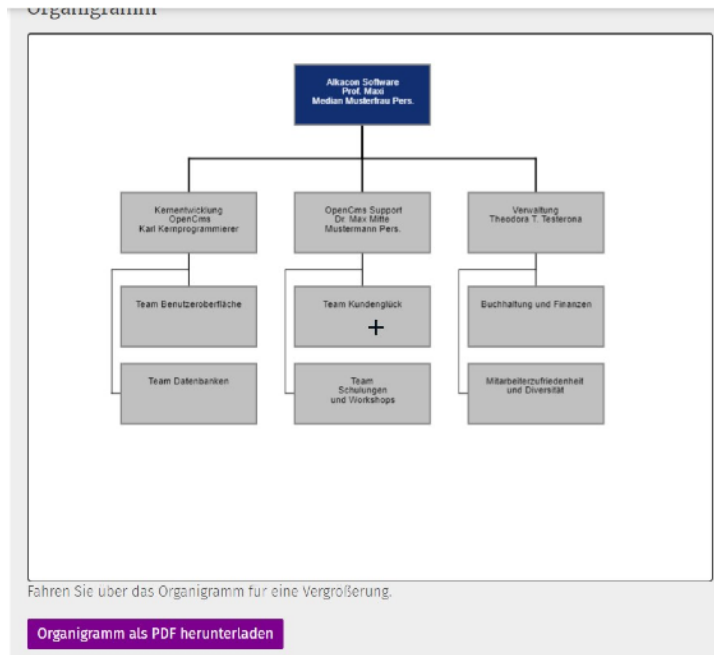 Organigramm
Alkacon Software
Prof. Maxi
Median Musterfrau Pers.
Kernentwicklung
OpenCms
Karl Kernprogrammierer
OpenCms Support
Dr. Max Mitte
Mustermann Pers.
Verwaltung
Theodora T. Testerona
Team Benutzeroberfläche
Team Kundenglück
Buchhaltung und Finanzen
Team Datenbanken
Team
Schulungen
und Workshops
Mitarbeiterzufriedenheit
und Diversität
Fahren Sie über das Organigramm für eine Vergrößerung.
Organigramm als PDF herunterladen